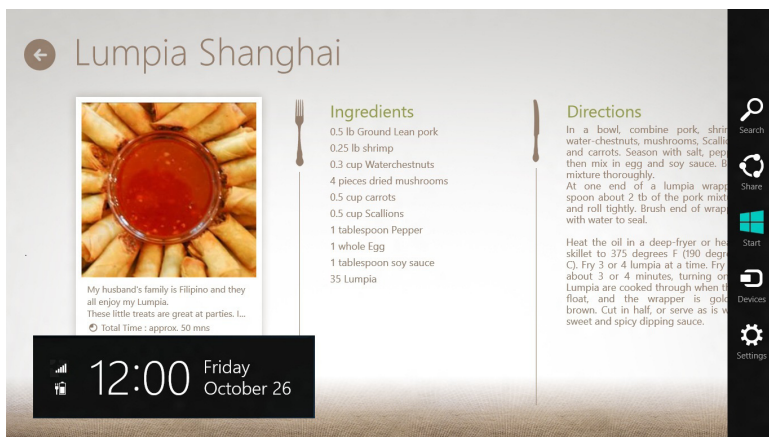 Lumpia Shanghai
My husband's family is Filipino and they
all enjoy my Lumpia.
These little treats are great at parties. I...
Total Time : approx. 50 mns
Ingredients
0.5 lb Ground Lean pork
0.25 lb shrimp
0.3 cup Waterchestnuts
4 pieces dried mushrooms
0.5 cup carrots
0.5 cup Scallions
1 tablespoon Pepper
1 whole Egg
1 tablespoon soy sauce
35 Lumpia
Directions
In a bowl, combine pork,
water-chestnuts, mushrooms,
and carrots. Season with salt,
then mix in egg and soy sauce.
mixture thoroughly.
At one end of a lumpia
spoon about 2 tb of the pork
and roll tightly. Brush end of
with water to seal.
Heat the oil in a deep-fryer or
skillet to 375 degrees F (190
C). Fry 3 or 4 lumpia at a time. Fry
about 3 or 4 minutes, turning
Lumpia are cooked through when
float, and the wrapper is
brown. Cut in half, or serve as is
sweet and spicy dipping sauce.
12:00
Friday
October 26
Search
Share
Start
Devices
Settings